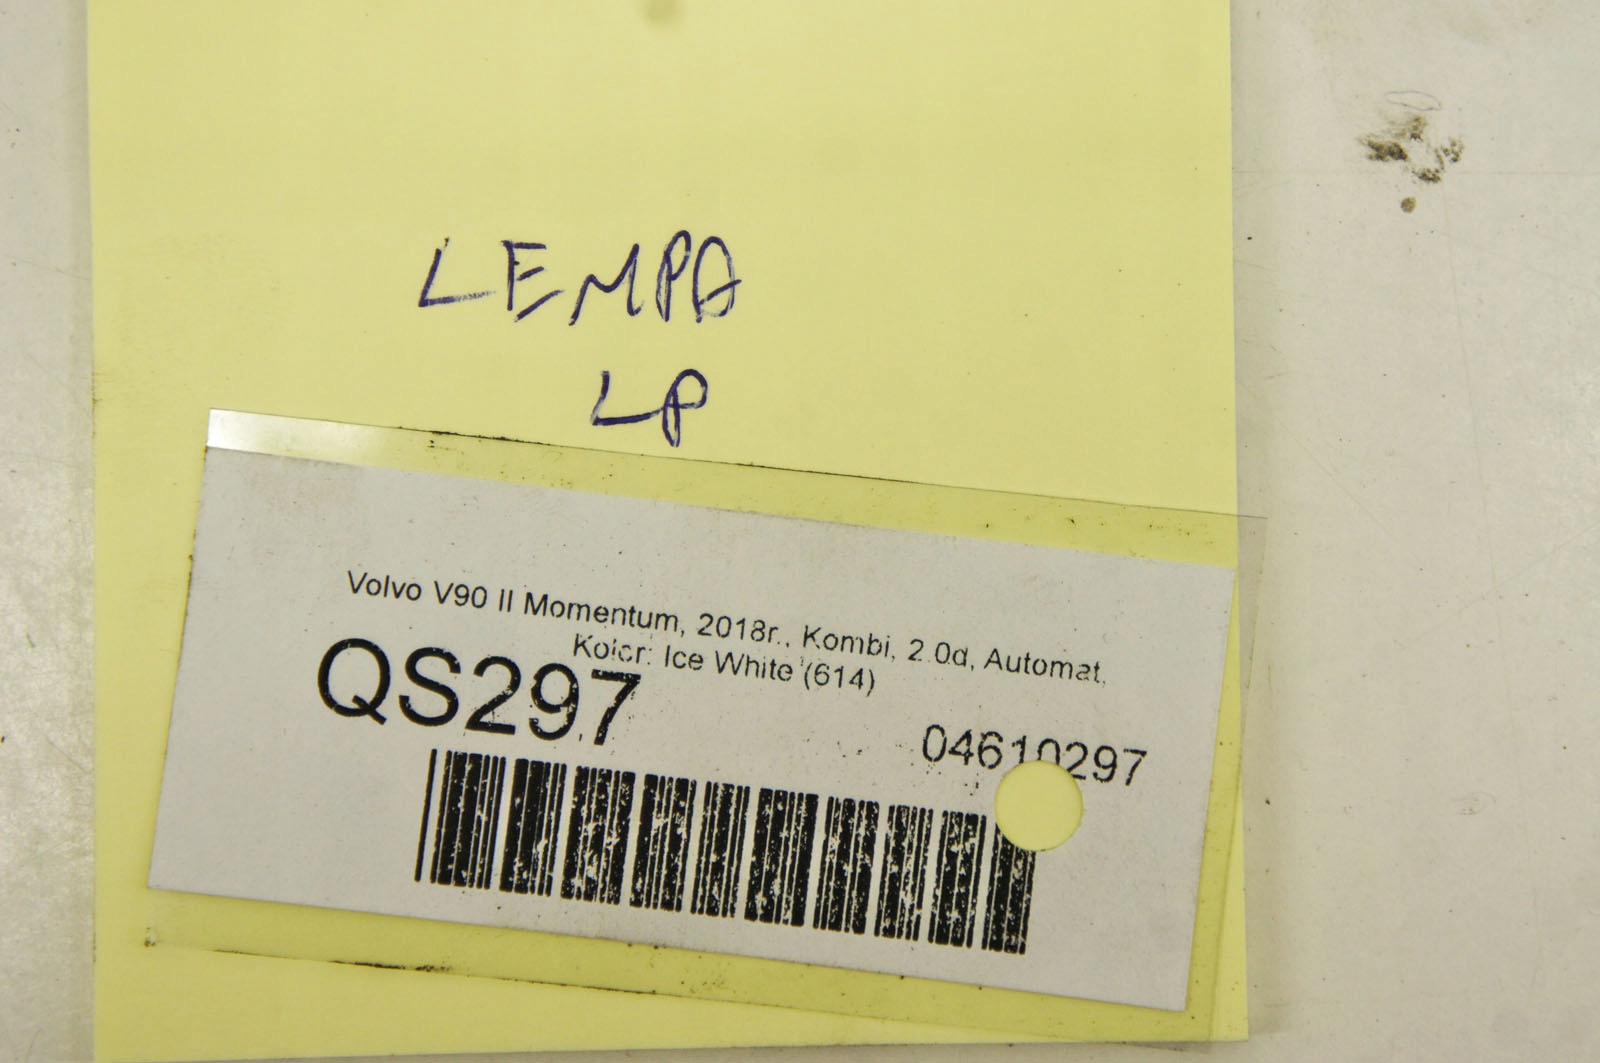 LEMPA
LP
Volvo V90 II Momentum, 2018r., Kombi, 2.0d, Automat,
Kolor: Ice White (614)
QS297
04610297